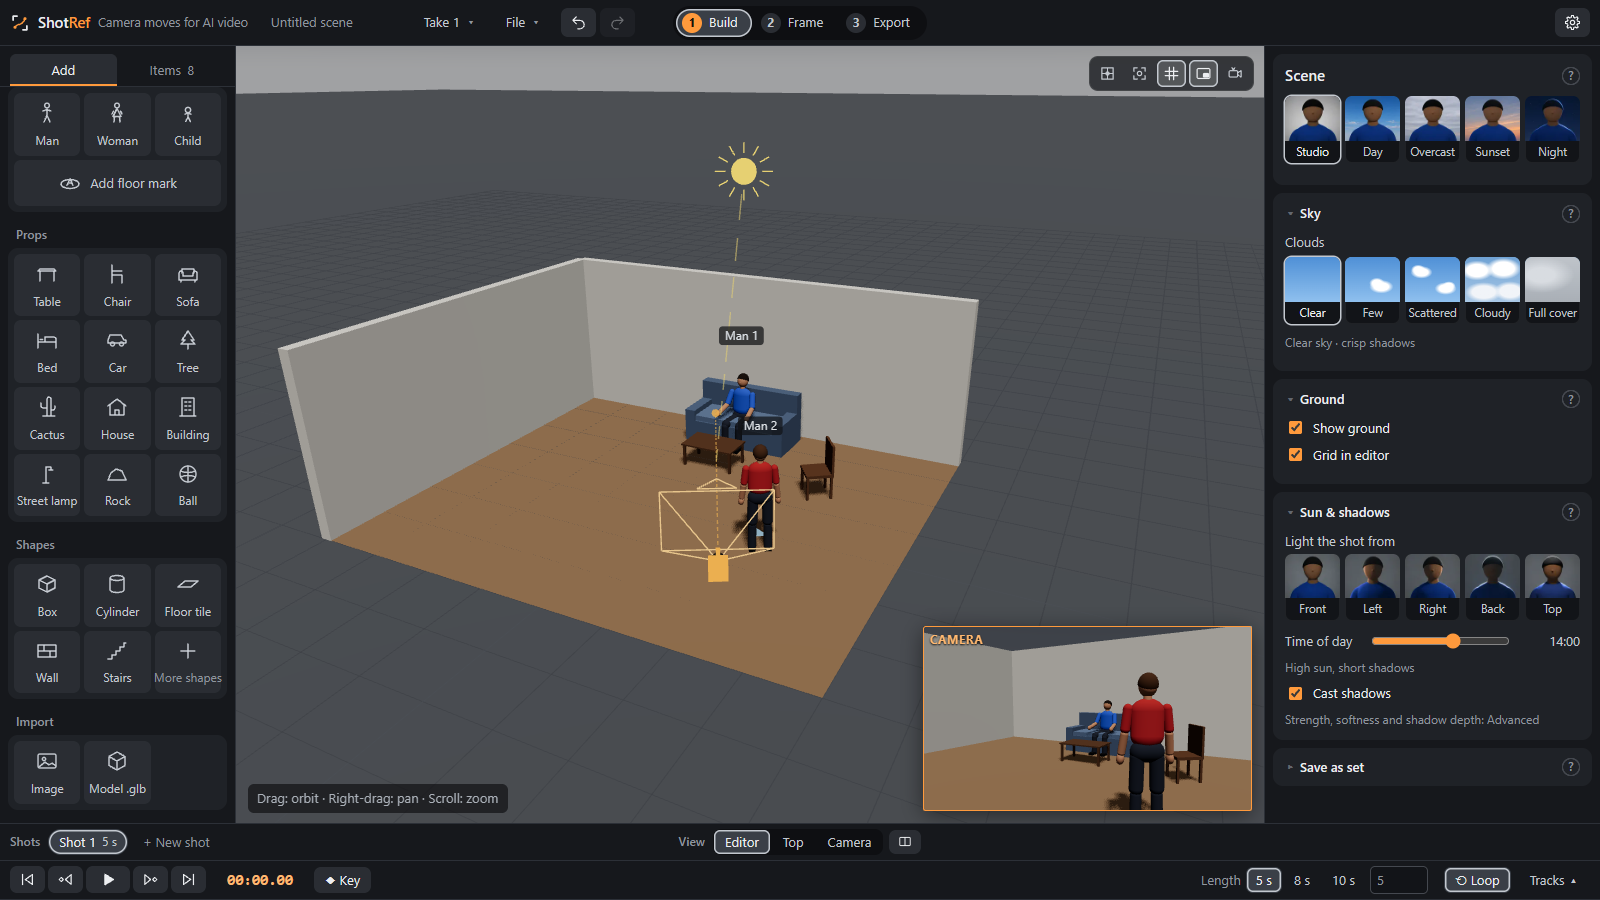 ShotRef Camera moves for AI video Untitled scene Take 1 File 1 Build 2 Frame 3 Export
Add Items 8
Man Woman Child
Add floor mark
Props
Table Chair Sofa
Bed Car Tree
Cactus House Building
Street lamp Rock Ball
Shapes
Box Cylinder Floor tile
Wall Stairs More shapes
Import
Image Model .glb
Man 1
Man 2
CAMERA
Drag: orbit · Right-drag: pan · Scroll: zoom
Scene ?
Studio Day Overcast Sunset Night
Sky ?
Clouds
Clear Few Scattered Cloudy Full cover
Clear sky · crisp shadows
Ground ?
Show ground
Grid in editor
Sun & shadows ?
Light the shot from
Front Left Right Back Top
Time of day 14:00
High sun, short shadows
Cast shadows
Strength, softness and shadow depth: Advanced
Save as set ?
Shots Shot 1 5 s + New shot View Editor Top Camera
00:00.00 Key Length 5 s 8 s 10 s 5 Loop Tracks